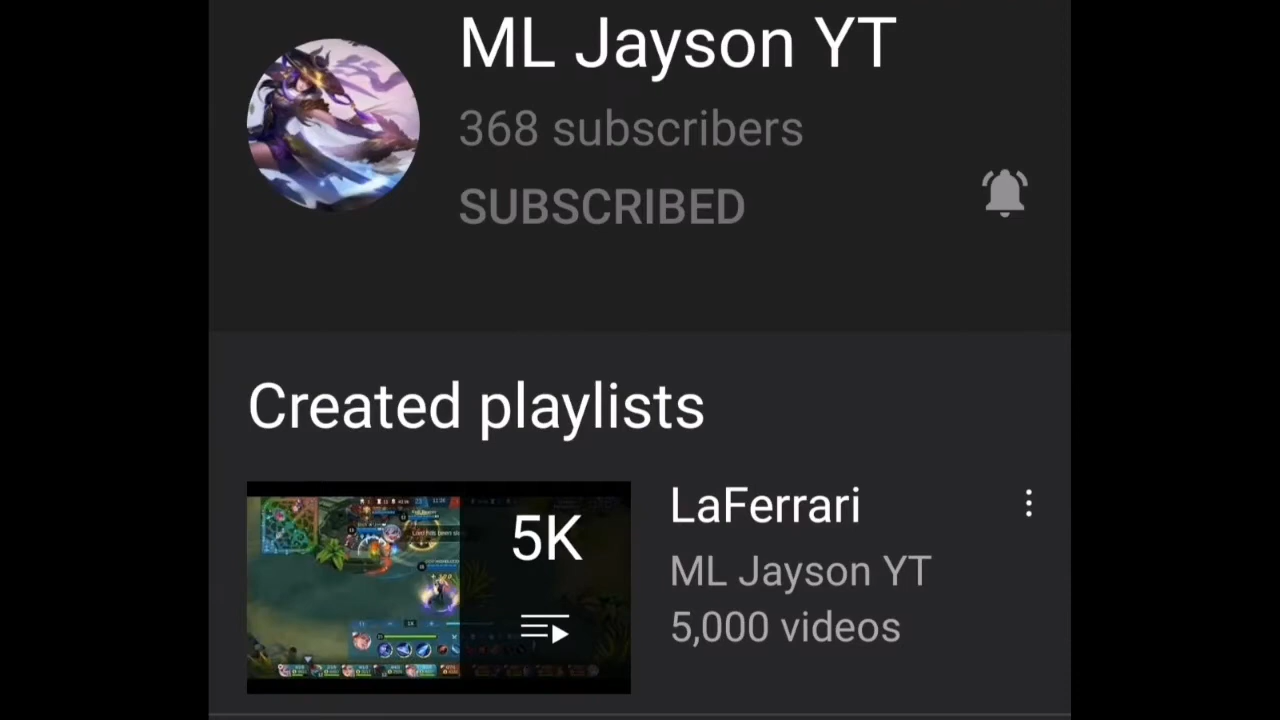 ML Jayson YT
368 subscribers
SUBSCRIBED
Created playlists
5K
LaFerrari
ML Jayson YT
5,000 videos